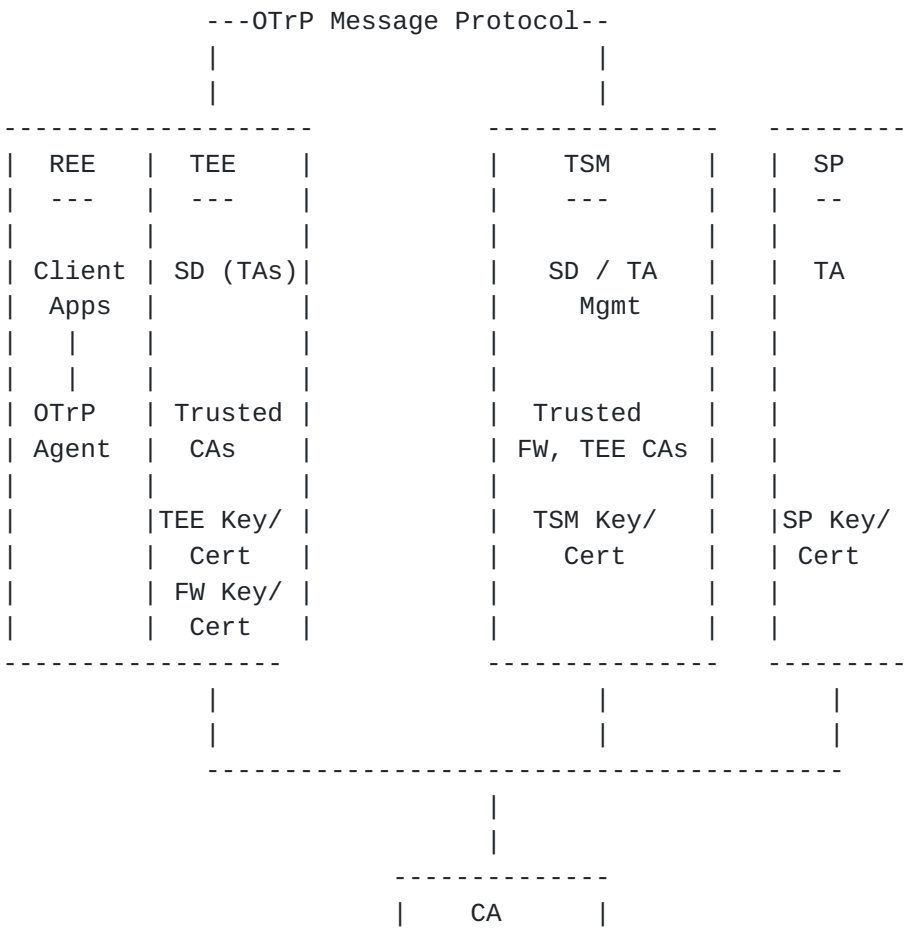 ---OTrP Message Protocol--
|                        |
|                        |
--------------------           ---------------   ---------
|  REE   |  TEE    |           |    TSM      |   |  SP
|  ---   |  ---    |           |    ---      |   |  --
|        |         |           |             |   |
| Client | SD (TAs)|           |   SD / TA   |   |  TA
|  Apps  |         |           |     Mgmt    |   |
|   |    |         |           |             |   |
|   |    |         |           |             |   |
| OTrP   | Trusted |           |  Trusted    |   |
| Agent  |  CAs    |           | FW, TEE CAs |   |
|        |         |           |             |   |
|        |TEE Key/ |           |  TSM Key/   |   |SP Key/
|        |  Cert   |           |    Cert     |   | Cert
|        | FW Key/ |           |             |   |
|        |  Cert   |           |             |   |
------------------             ---------------   ---------
|                        |              |
|                        |              |
-----------------------------------------
|
|
--------------
|    CA      |